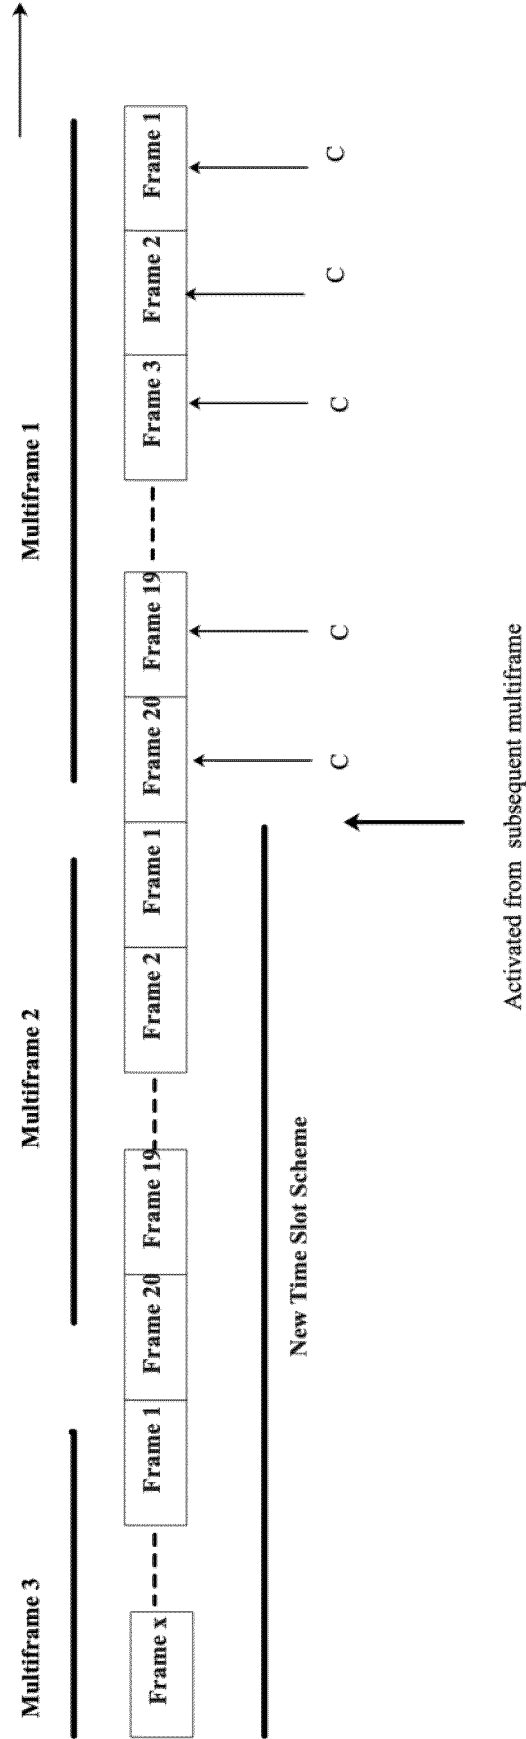 Multiframe 3
Multiframe 2
Multiframe 1
Frame x
Frame 1
Frame 20
Frame 19
Frame 2
Frame 1
Frame 20
Frame 19
Frame 3
Frame 2
Frame 1
New Time Slot Scheme
C
C
C
C
C
Activated from subsequent multiframe